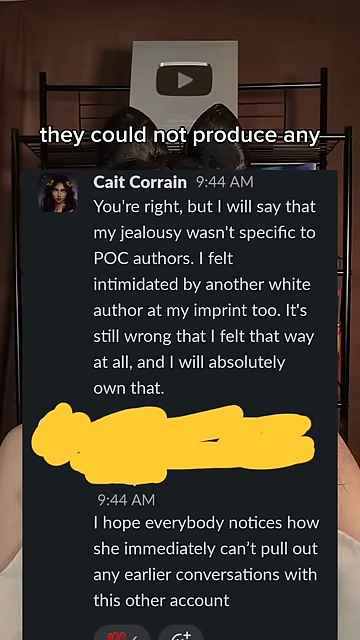 they could not produce any
Cait Corrain 9:44 AM
You're right, but I will say that
my jealousy wasn't specific to
POC authors. I felt
intimidated by another white
author at my imprint too. It's
still wrong that I felt that way
at all, and I will absolutely
own that.
9:44 AM
I hope everybody notices how
she immediately can't pull out
any earlier conversations with
this other account